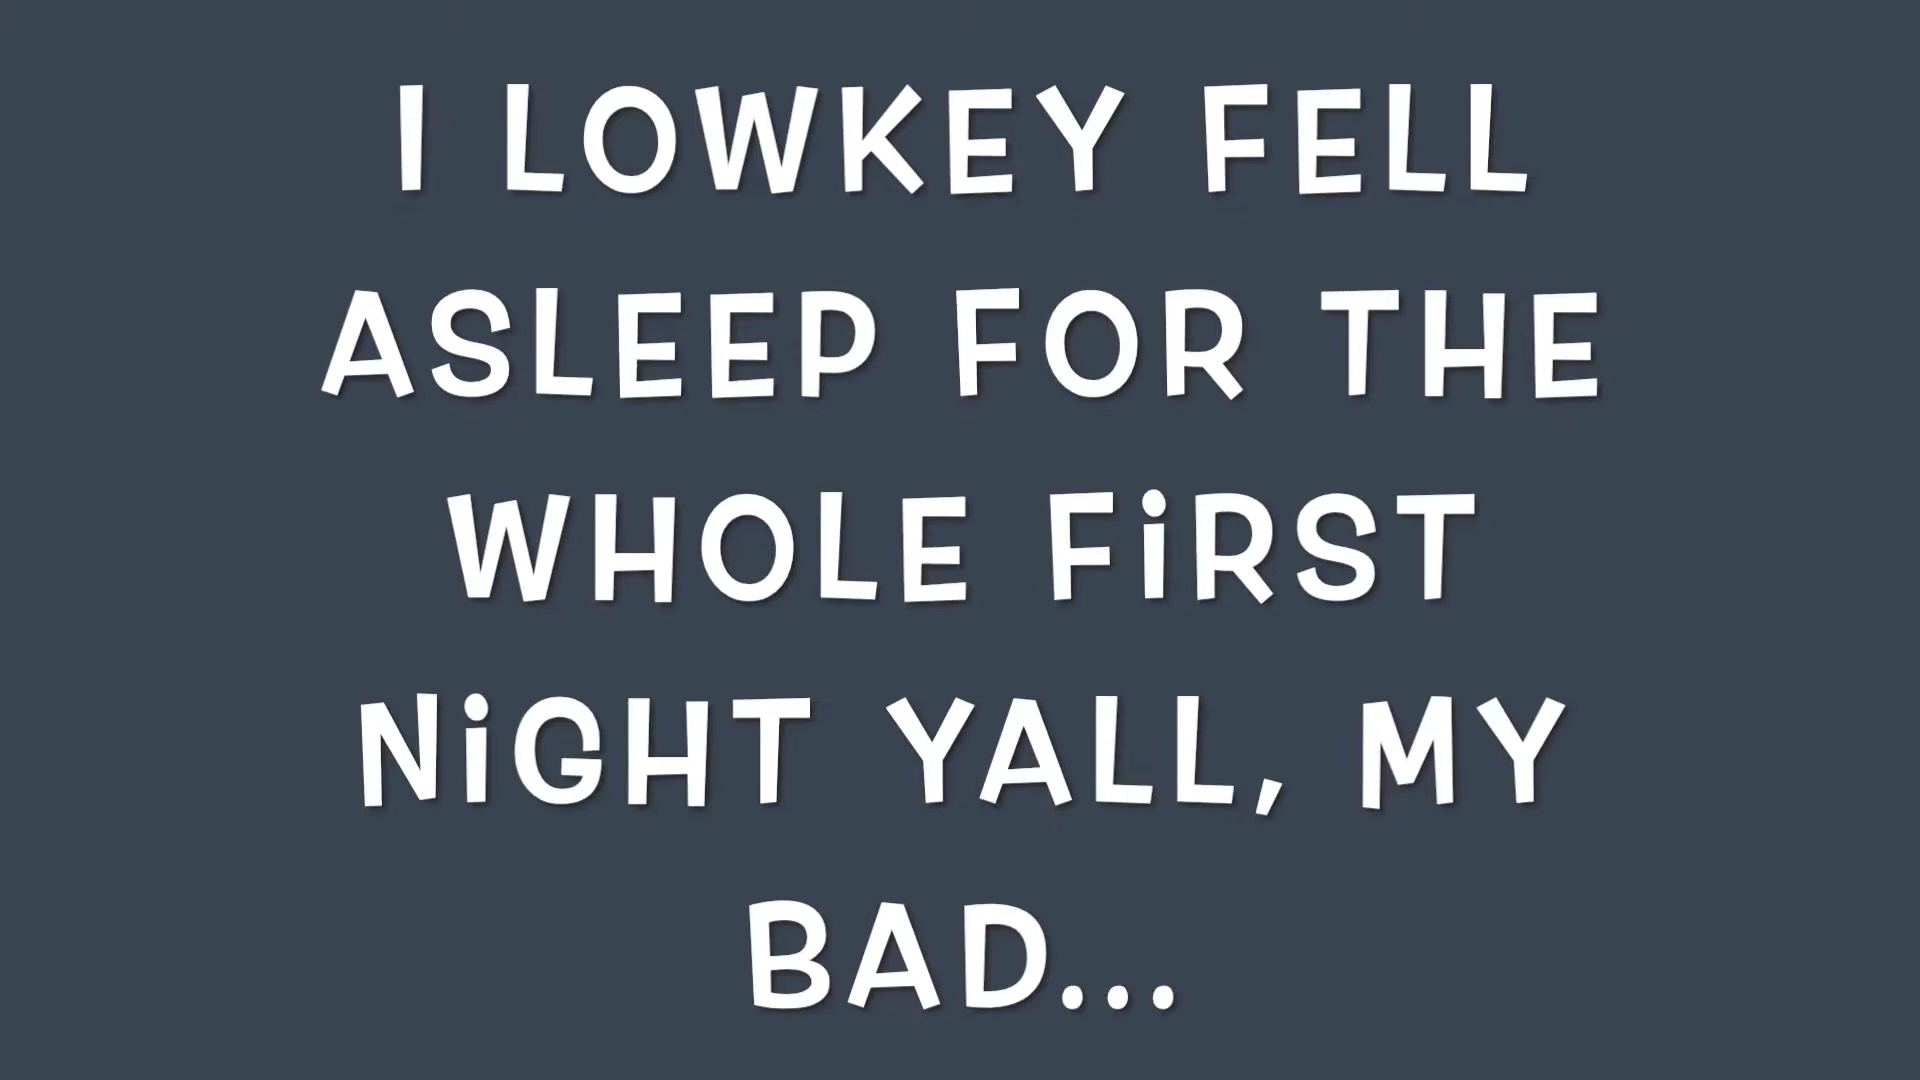 I LOWKEY FELL
ASLEEP FOR THE
WHOLE FiRST
NiGHT YALL, MY
BAD...